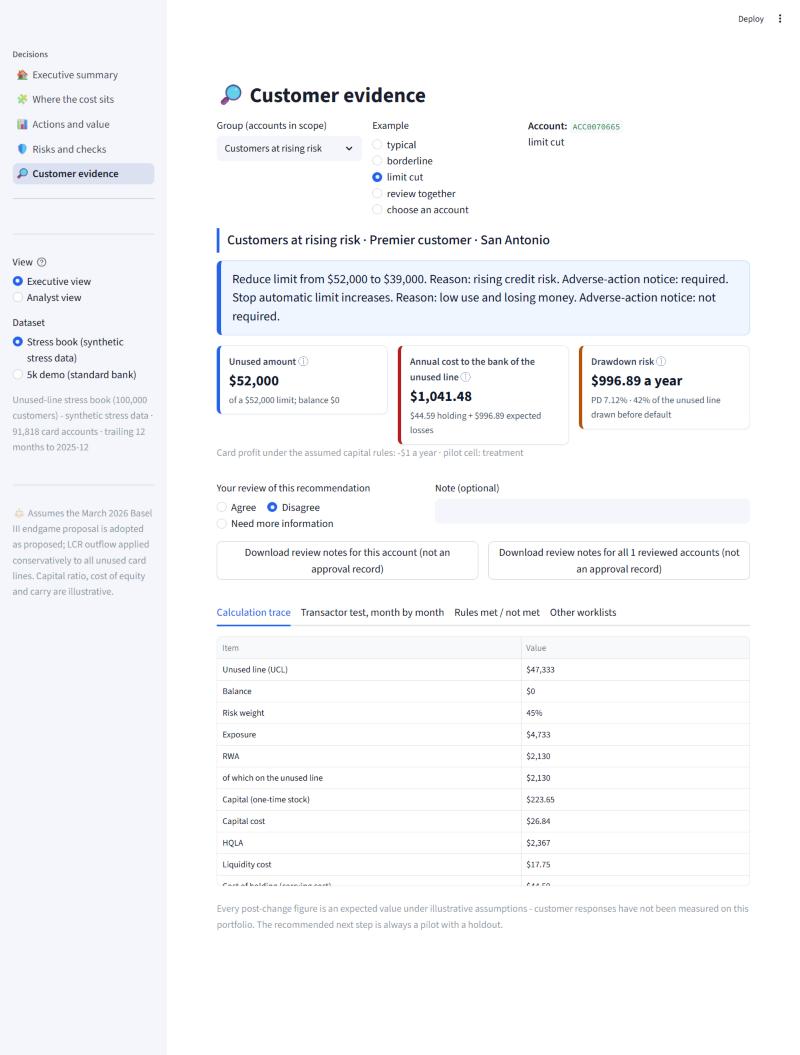 Deploy
Decisions
Executive summary
Where the cost sits
Actions and value
Risks and checks
Customer evidence
View
Executive view
Analyst view
Dataset
Stress book (synthetic
stress data)
5k demo (standard bank)
Unused-line stress book (100,000
customers) - synthetic stress data ·
91,818 card accounts · trailing 12
months to 2025-12
Assumes the March 2026 Basel
III endgame proposal is adopted
as proposed; LCR outflow applied
conservatively to all unused card
lines. Capital ratio, cost of equity
and carry are illustrative.
Customer evidence
Group (accounts in scope)
Customers at rising risk
Example
typical
borderline
limit cut
review together
choose an account
Account: ACC0070665
limit cut
Customers at rising risk · Premier customer · San Antonio
Reduce limit from $52,000 to $39,000. Reason: rising credit risk. Adverse-action notice: required.
Stop automatic limit increases. Reason: low use and losing money. Adverse-action notice: not
required.
Unused amount
$52,000
of a $52,000 limit; balance $0
Annual cost to the bank of the
unused line
$1,041.48
$44.59 holding + $996.89 expected
losses
Drawdown risk
$996.89 a year
PD 7.12% · 42% of the unused line
drawn before default
Card profit under the assumed capital rules: -$1 a year · pilot cell: treatment
Your review of this recommendation
Agree Disagree
Need more information
Note (optional)
Download review notes for this account (not an
approval record)
Download review notes for all 1 reviewed accounts (not
an approval record)
Calculation trace Transactor test, month by month Rules met / not met Other worklists
Item Value
Unused line (UCL) $47,333
Balance $0
Risk weight 45%
Exposure $4,733
RWA $2,130
of which on the unused line $2,130
Capital (one-time stock) $223.65
Capital cost $26.84
HQLA $2,367
Liquidity cost $17.75
Cost of holding (carrying cost) $44.59
Every post-change figure is an expected value under illustrative assumptions - customer responses have not been measured on this
portfolio. The recommended next step is always a pilot with a holdout.